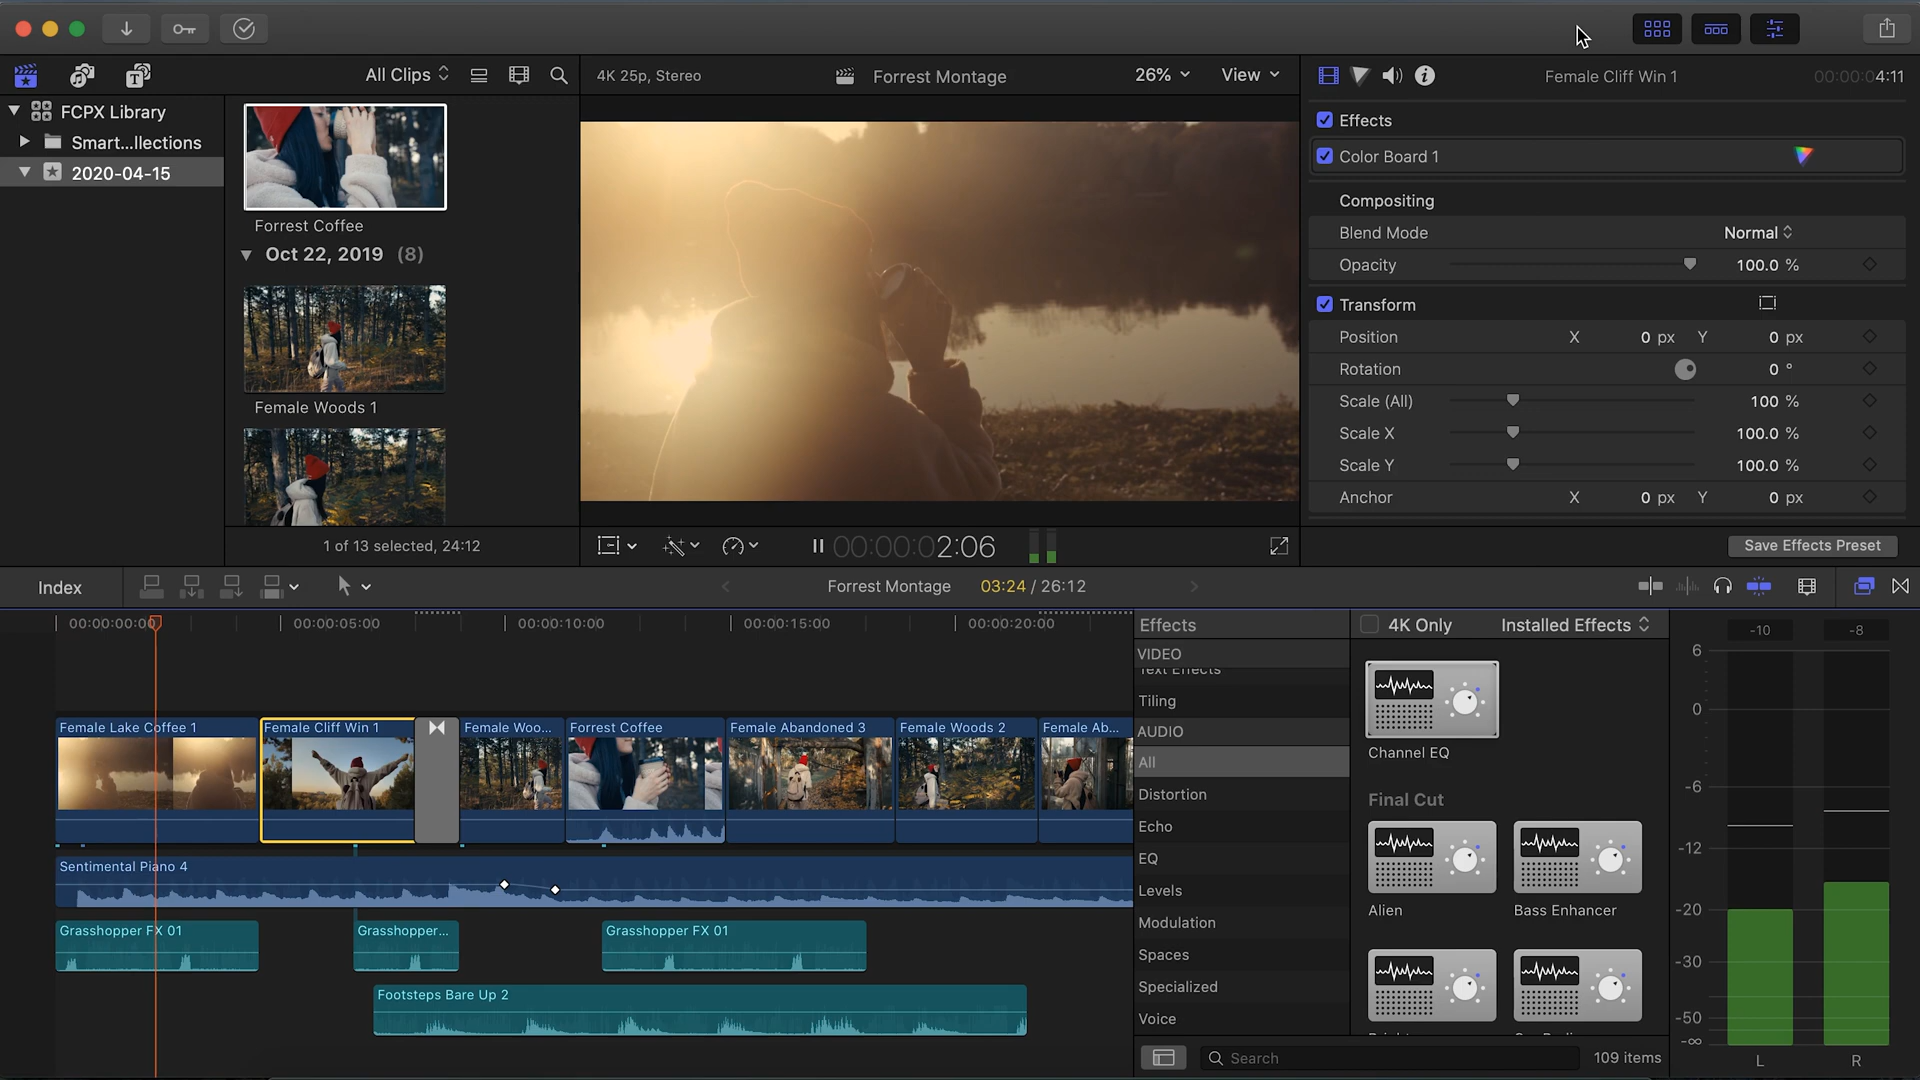 All Clips
4K 25p, Stereo
Forrest Montage
26%
View
Female Cliff Win 1
00:00:04:11
FCPX Library
Smart...llections
2020-04-15
Forrest Coffee
Oct 22, 2019 (8)
Female Woods 1
1 of 13 selected, 24:12
00:00:00:02:06
Effects
Color Board 1
Compositing
Blend Mode Normal
Opacity 100.0 %
Transform
Position X 0 px Y 0 px
Rotation 0 °
Scale (All) 100 %
Scale X 100.0 %
Scale Y 100.0 %
Anchor X 0 px Y 0 px
Save Effects Preset
Index
Forrest Montage 03:24 / 26:12
00:00:00:00 00:00:05:00 00:00:10:00 00:00:15:00 00:00:20:00
Female Lake Coffee 1
Female Cliff Win 1
Female Woo...
Forrest Coffee
Female Abandoned 3
Female Woods 2
Female Ab...
Sentimental Piano 4
Grasshopper FX 01
Grasshopper...
Grasshopper FX 01
Footsteps Bare Up 2
Effects
VIDEO
Text Effects
Tiling
AUDIO
All
Distortion
Echo
EQ
Levels
Modulation
Spaces
Specialized
Voice
4K Only
Installed Effects
Channel EQ
Final Cut
Alien
Bass Enhancer
Search
109 items
-10 -8
6
0
-6
-12
-20
-30
-50
-∞
L R